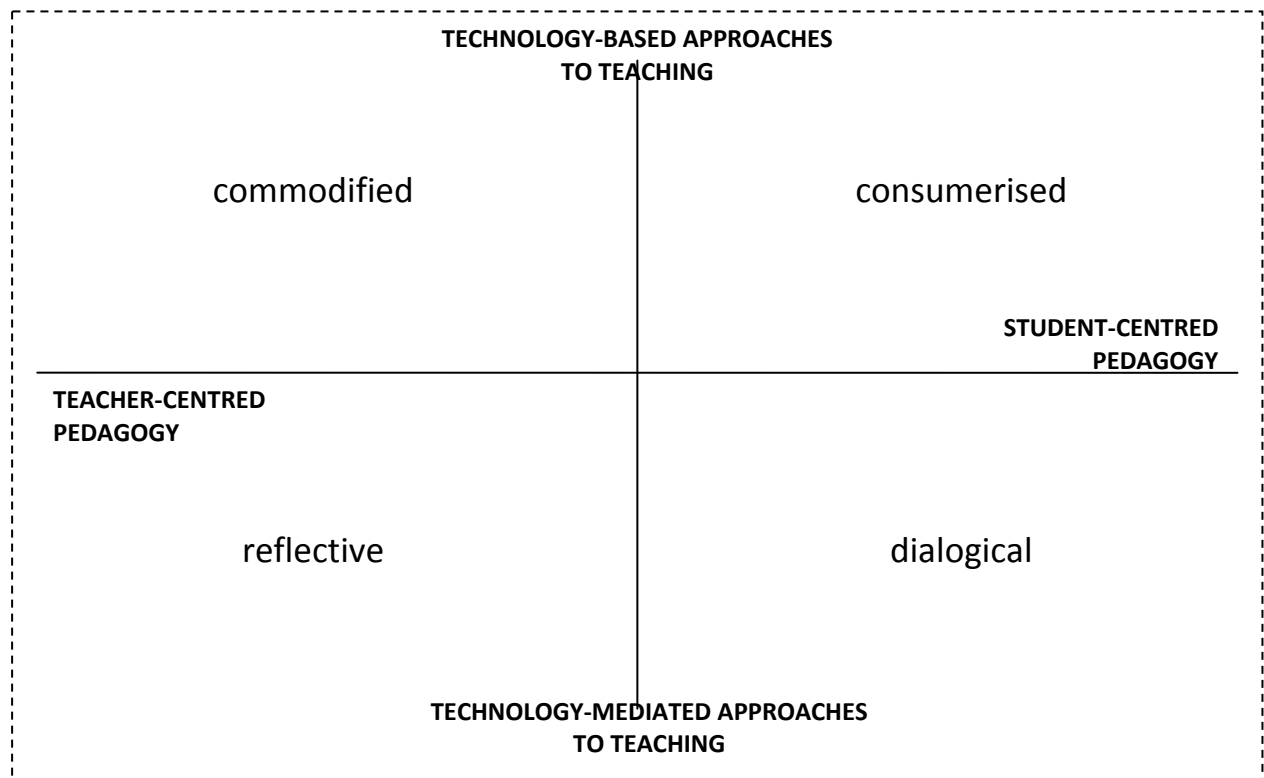 TECHNOLOGY-BASED APPROACHES
TO TEACHING
commodified
consumerised
STUDENT-CENTRED
PEDAGOGY
TEACHER-CENTRED
PEDAGOGY
reflective
dialogical
TECHNOLOGY-MEDIATED APPROACHES
TO TEACHING